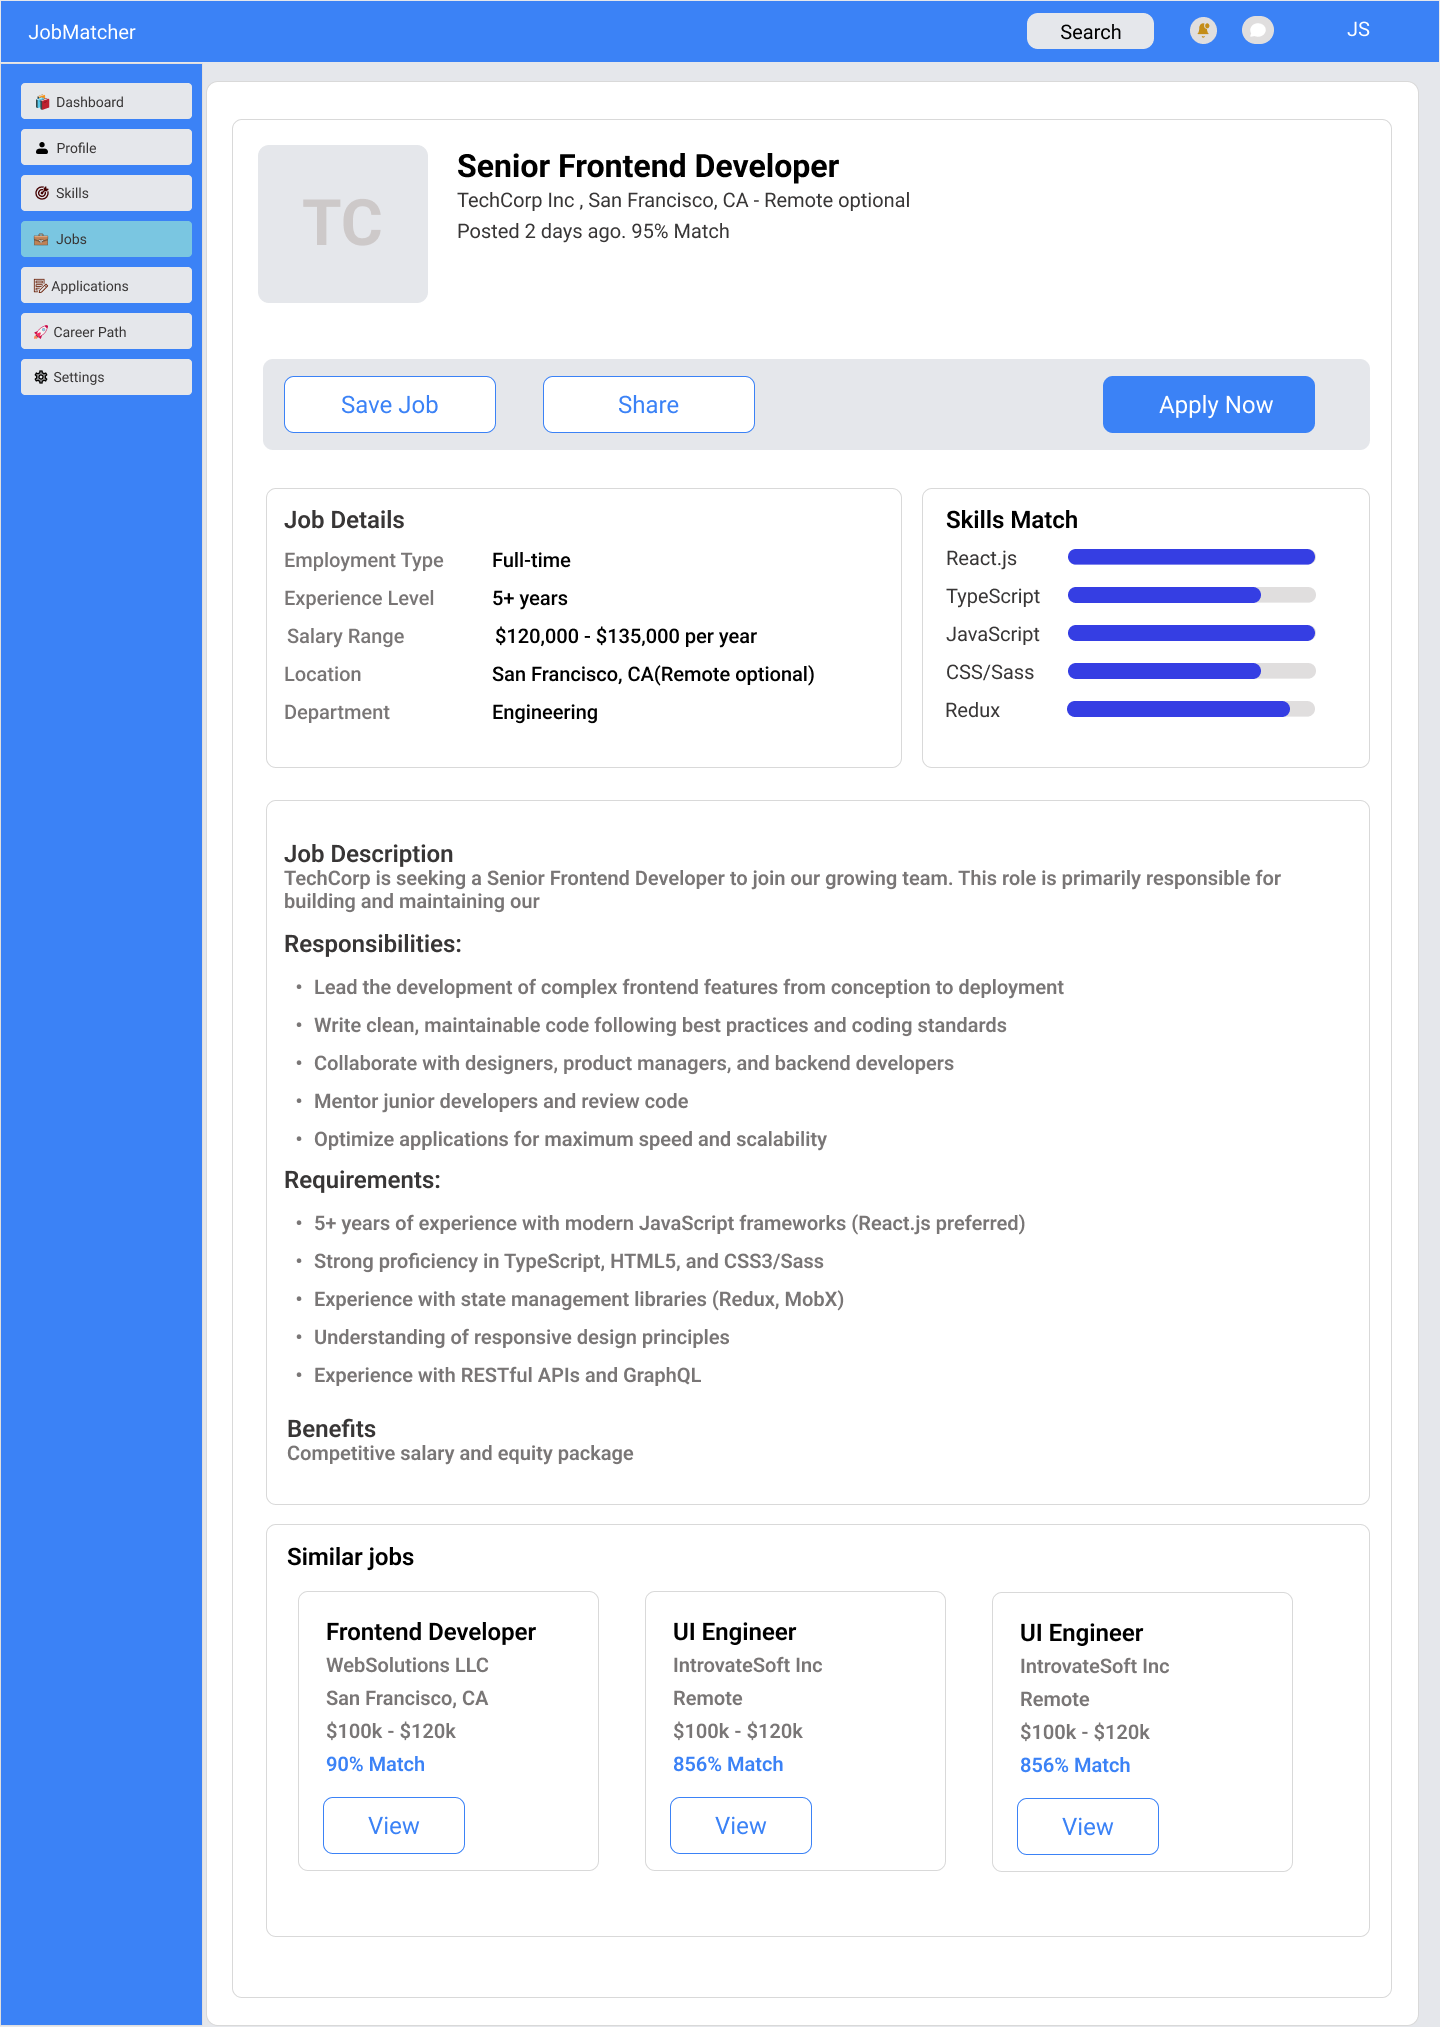 JobMatcher
Search
JS
Dashboard
Profile
Skills
Jobs
Applications
Career Path
Settings
TC
Senior Frontend Developer
TechCorp Inc , San Francisco, CA - Remote optional
Posted 2 days ago. 95% Match
Save Job
Share
Apply Now
Job Details
Employment Type Full-time
Experience Level 5+ years
Salary Range $120,000 - $135,000 per year
Location San Francisco, CA(Remote optional)
Department Engineering
Skills Match
React.js
TypeScript
JavaScript
CSS/Sass
Redux
Job Description
TechCorp is seeking a Senior Frontend Developer to join our growing team. This role is primarily responsible for
building and maintaining our
Responsibilities:
• Lead the development of complex frontend features from conception to deployment
• Write clean, maintainable code following best practices and coding standards
• Collaborate with designers, product managers, and backend developers
• Mentor junior developers and review code
• Optimize applications for maximum speed and scalability
Requirements:
• 5+ years of experience with modern JavaScript frameworks (React.js preferred)
• Strong proficiency in TypeScript, HTML5, and CSS3/Sass
• Experience with state management libraries (Redux, MobX)
• Understanding of responsive design principles
• Experience with RESTful APIs and GraphQL
Benefits
Competitive salary and equity package
Similar jobs
Frontend Developer
WebSolutions LLC
San Francisco, CA
$100k - $120k
90% Match
View
UI Engineer
IntrovateSoft Inc
Remote
$100k - $120k
856% Match
View
UI Engineer
IntrovateSoft Inc
Remote
$100k - $120k
856% Match
View